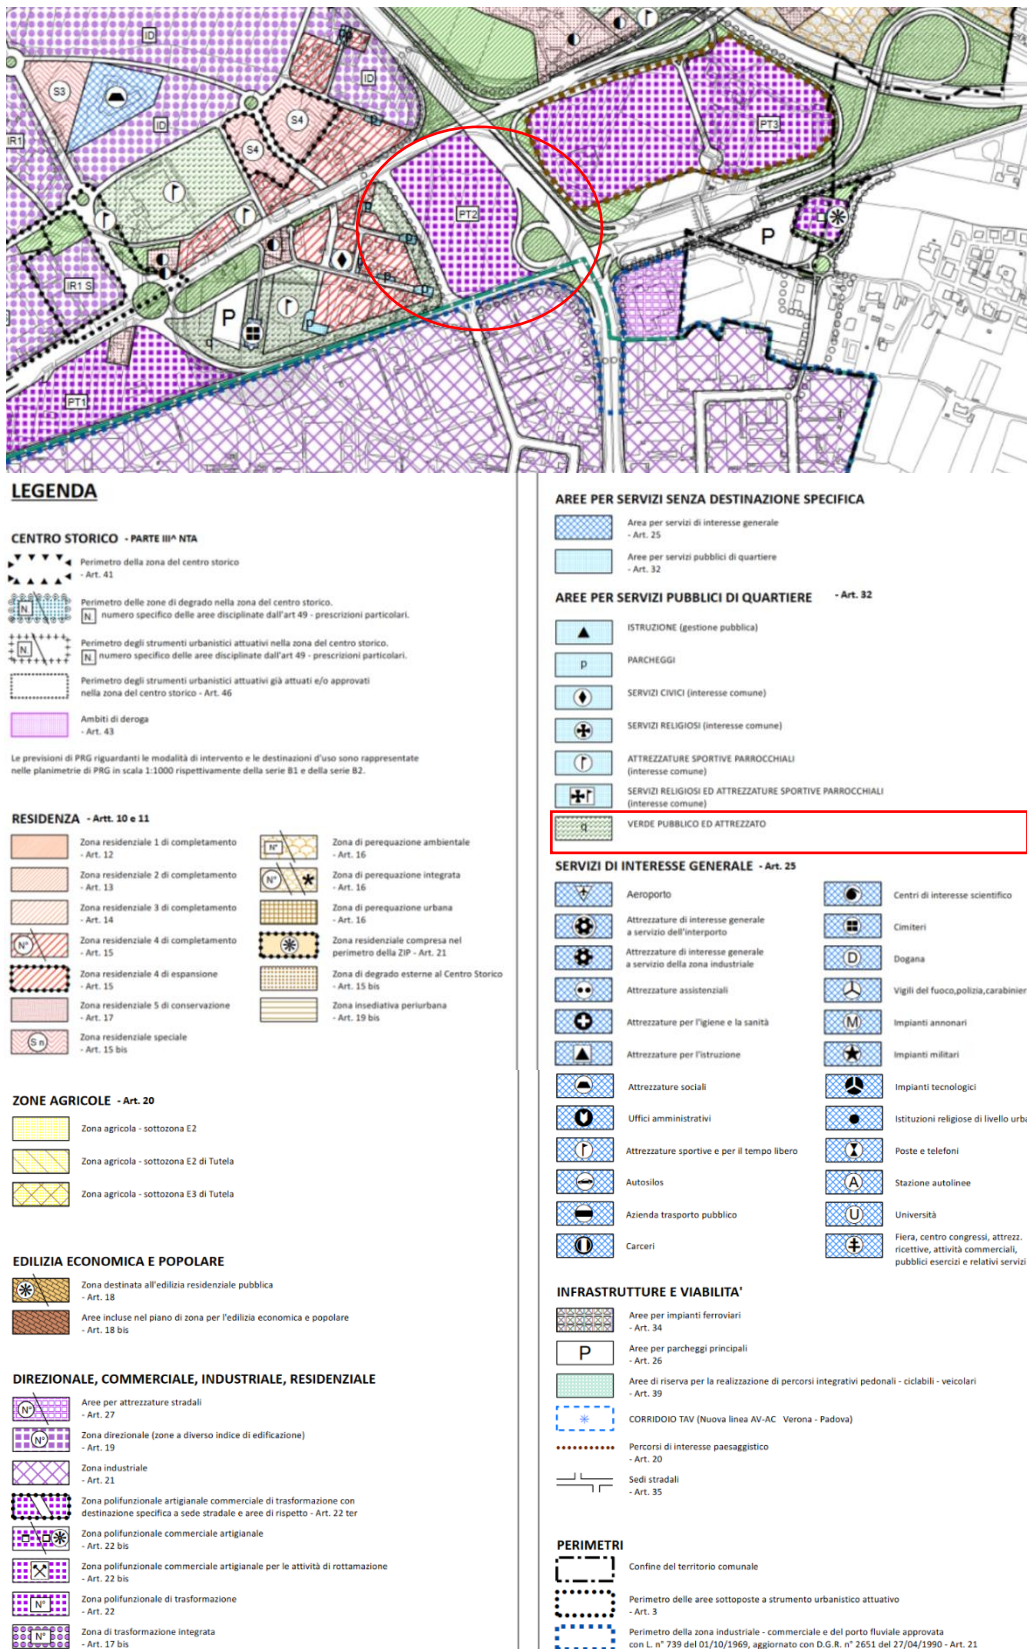 ID
S3
ID
S4
ID
IR1
S4
PT3
PT2
P
IR1 S
P
PT1
LEGENDA
CENTRO STORICO - PARTE III^ NTA
Perimetro della zona del centro storico
- Art. 41
N
Perimetro delle zone di degrado nella zona del centro storico.
N numero specifico delle aree disciplinate dall'art 49 - prescrizioni particolari.
N
Perimetro degli strumenti urbanistici attuativi nella zona del centro storico.
N numero specifico delle aree disciplinate dall'art 49 - prescrizioni particolari.
Perimetro degli strumenti urbanistici attuativi già attuati e/o approvati
nella zona del centro storico - Art. 46
Ambiti di deroga
- Art. 43
Le previsioni di PRG riguardanti le modalità di intervento e le destinazioni d'uso sono rappresentate
nelle planimetrie di PRG in scala 1:1000 rispettivamente della serie B1 e della serie B2.
RESIDENZA - Artt. 10 e 11
Zona residenziale 1 di completamento
- Art. 12
Zona residenziale 2 di completamento
- Art. 13
Zona residenziale 3 di completamento
- Art. 14
N°
Zona residenziale 4 di completamento
- Art. 15
Zona residenziale 4 di espansione
- Art. 15
Zona residenziale 5 di conservazione
- Art. 17
S n
Zona residenziale speciale
- Art. 15 bis
N°
Zona di perequazione ambientale
- Art. 16
N°
Zona di perequazione integrata
- Art. 16
Zona di perequazione urbana
- Art. 16
Zona residenziale compresa nel
perimetro della ZIP - Art. 21
Zona di degrado esterne al Centro Storico
- Art. 15 bis
Zona insediativa periurbana
- Art. 19 bis
ZONE AGRICOLE - Art. 20
Zona agricola - sottozona E2
Zona agricola - sottozona E2 di Tutela
Zona agricola - sottozona E3 di Tutela
EDILIZIA ECONOMICA E POPOLARE
Zona destinata all'edilizia residenziale pubblica
- Art. 18
Aree incluse nel piano di zona per l'edilizia economica e popolare
- Art. 18 bis
DIREZIONALE, COMMERCIALE, INDUSTRIALE, RESIDENZIALE
N°
Aree per attrezzature stradali
- Art. 27
N°
Zona direzionale (zone a diverso indice di edificazione)
- Art. 19
Zona industriale
- Art. 21
Zona polifunzionale artigianale commerciale di trasformazione con
destinazione specifica a sede stradale e aree di rispetto - Art. 22 ter
Zona polifunzionale commerciale artigianale
- Art. 22 bis
Zona polifunzionale commerciale artigianale per le attività di rottamazione
- Art. 22 bis
N°
Zona polifunzionale di trasformazione
- Art. 22
N°
Zona di trasformazione integrata
- Art. 17 bis
AREE PER SERVIZI SENZA DESTINAZIONE SPECIFICA
Area per servizi di interesse generale
- Art. 25
Aree per servizi pubblici di quartiere
- Art. 32
AREE PER SERVIZI PUBBLICI DI QUARTIERE - Art. 32
ISTRUZIONE (gestione pubblica)
p
PARCHEGGI
SERVIZI CIVICI (interesse comune)
SERVIZI RELIGIOSI (interesse comune)
ATTREZZATURE SPORTIVE PARROCCHIALI
(interesse comune)
SERVIZI RELIGIOSI ED ATTREZZATURE SPORTIVE PARROCCHIALI
(interesse comune)
q
VERDE PUBBLICO ED ATTREZZATO
SERVIZI DI INTERESSE GENERALE - Art. 25
Aeroporto
Attrezzature di interesse generale
a servizio dell'interporto
Attrezzature di interesse generale
a servizio della zona industriale
Attrezzature assistenziali
Attrezzature per l'igiene e la sanità
Attrezzature per l'istruzione
Attrezzature sociali
Uffici amministrativi
Attrezzature sportive e per il tempo libero
Autosilos
Azienda trasporto pubblico
Carceri
Centri di interesse scientifico
Cimiteri
D
Dogana
Vigili del fuoco,polizia,carabinier
M
Impianti annonari
Impianti militari
Impianti tecnologici
Istituzioni religiose di livello urba
Poste e telefoni
A
Stazione autolinee
U
Università
Fiera, centro congressi, attrezz.
ricettive, attività commerciali,
pubblici esercizi e relativi servizi
INFRASTRUTTURE E VIABILITA'
Aree per impianti ferroviari
- Art. 34
P
Aree per parcheggi principali
- Art. 26
Aree di riserva per la realizzazione di percorsi integrativi pedonali - ciclabili - veicolari
- Art. 39
CORRIDOIO TAV (Nuova linea AV-AC Verona - Padova)
Percorsi di interesse paesaggistico
- Art. 20
Sedi stradali
- Art. 35
PERIMETRI
Confine del territorio comunale
Perimetro delle aree sottoposte a strumento urbanistico attuativo
- Art. 3
Perimetro della zona industriale - commerciale e del porto fluviale approvata
con L. n° 739 del 01/10/1969, aggiornato con D.G.R. n° 2651 del 27/04/1990 - Art. 21